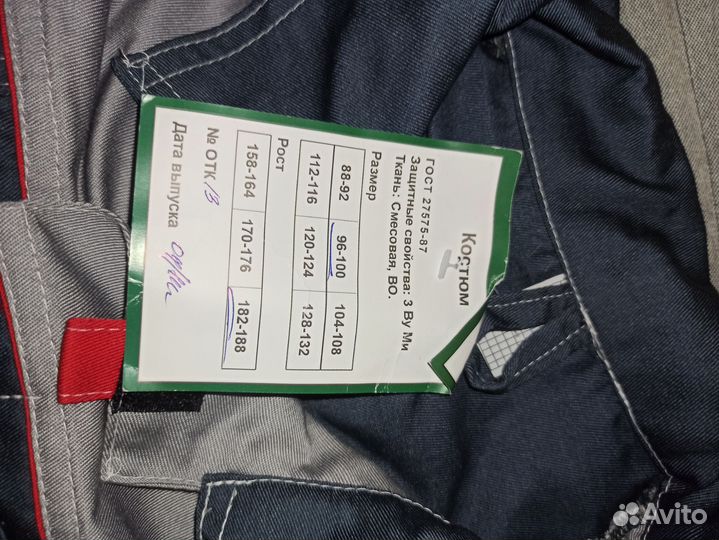 Костюм
ГОСТ 27575-87
Защитные свойства: З Ву Ми
Ткань: Смесовая, ВО.
Размер
88-92 96-100 104-108
112-116 120-124 128-132
Рост
158-164 170-176 182-188
№ ОТК 13
Дата выпуска
Avito